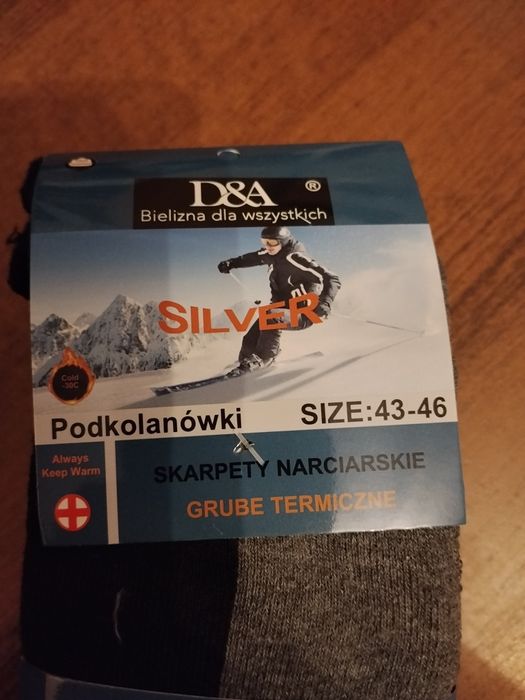 D&A ®
Bielizna dla wszystkich
SILVER
Cold
-30C
Podkolanówki SIZE:43-46
Always
Keep Warm
SKARPETY NARCIARSKIE
GRUBE TERMICZNE